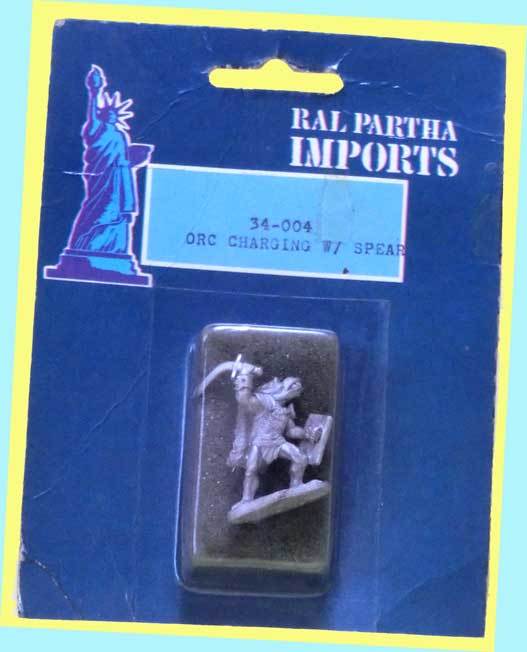 RAL PARTHA
IMPORTS
34-004
ORC CHARGING W/ SPEAR